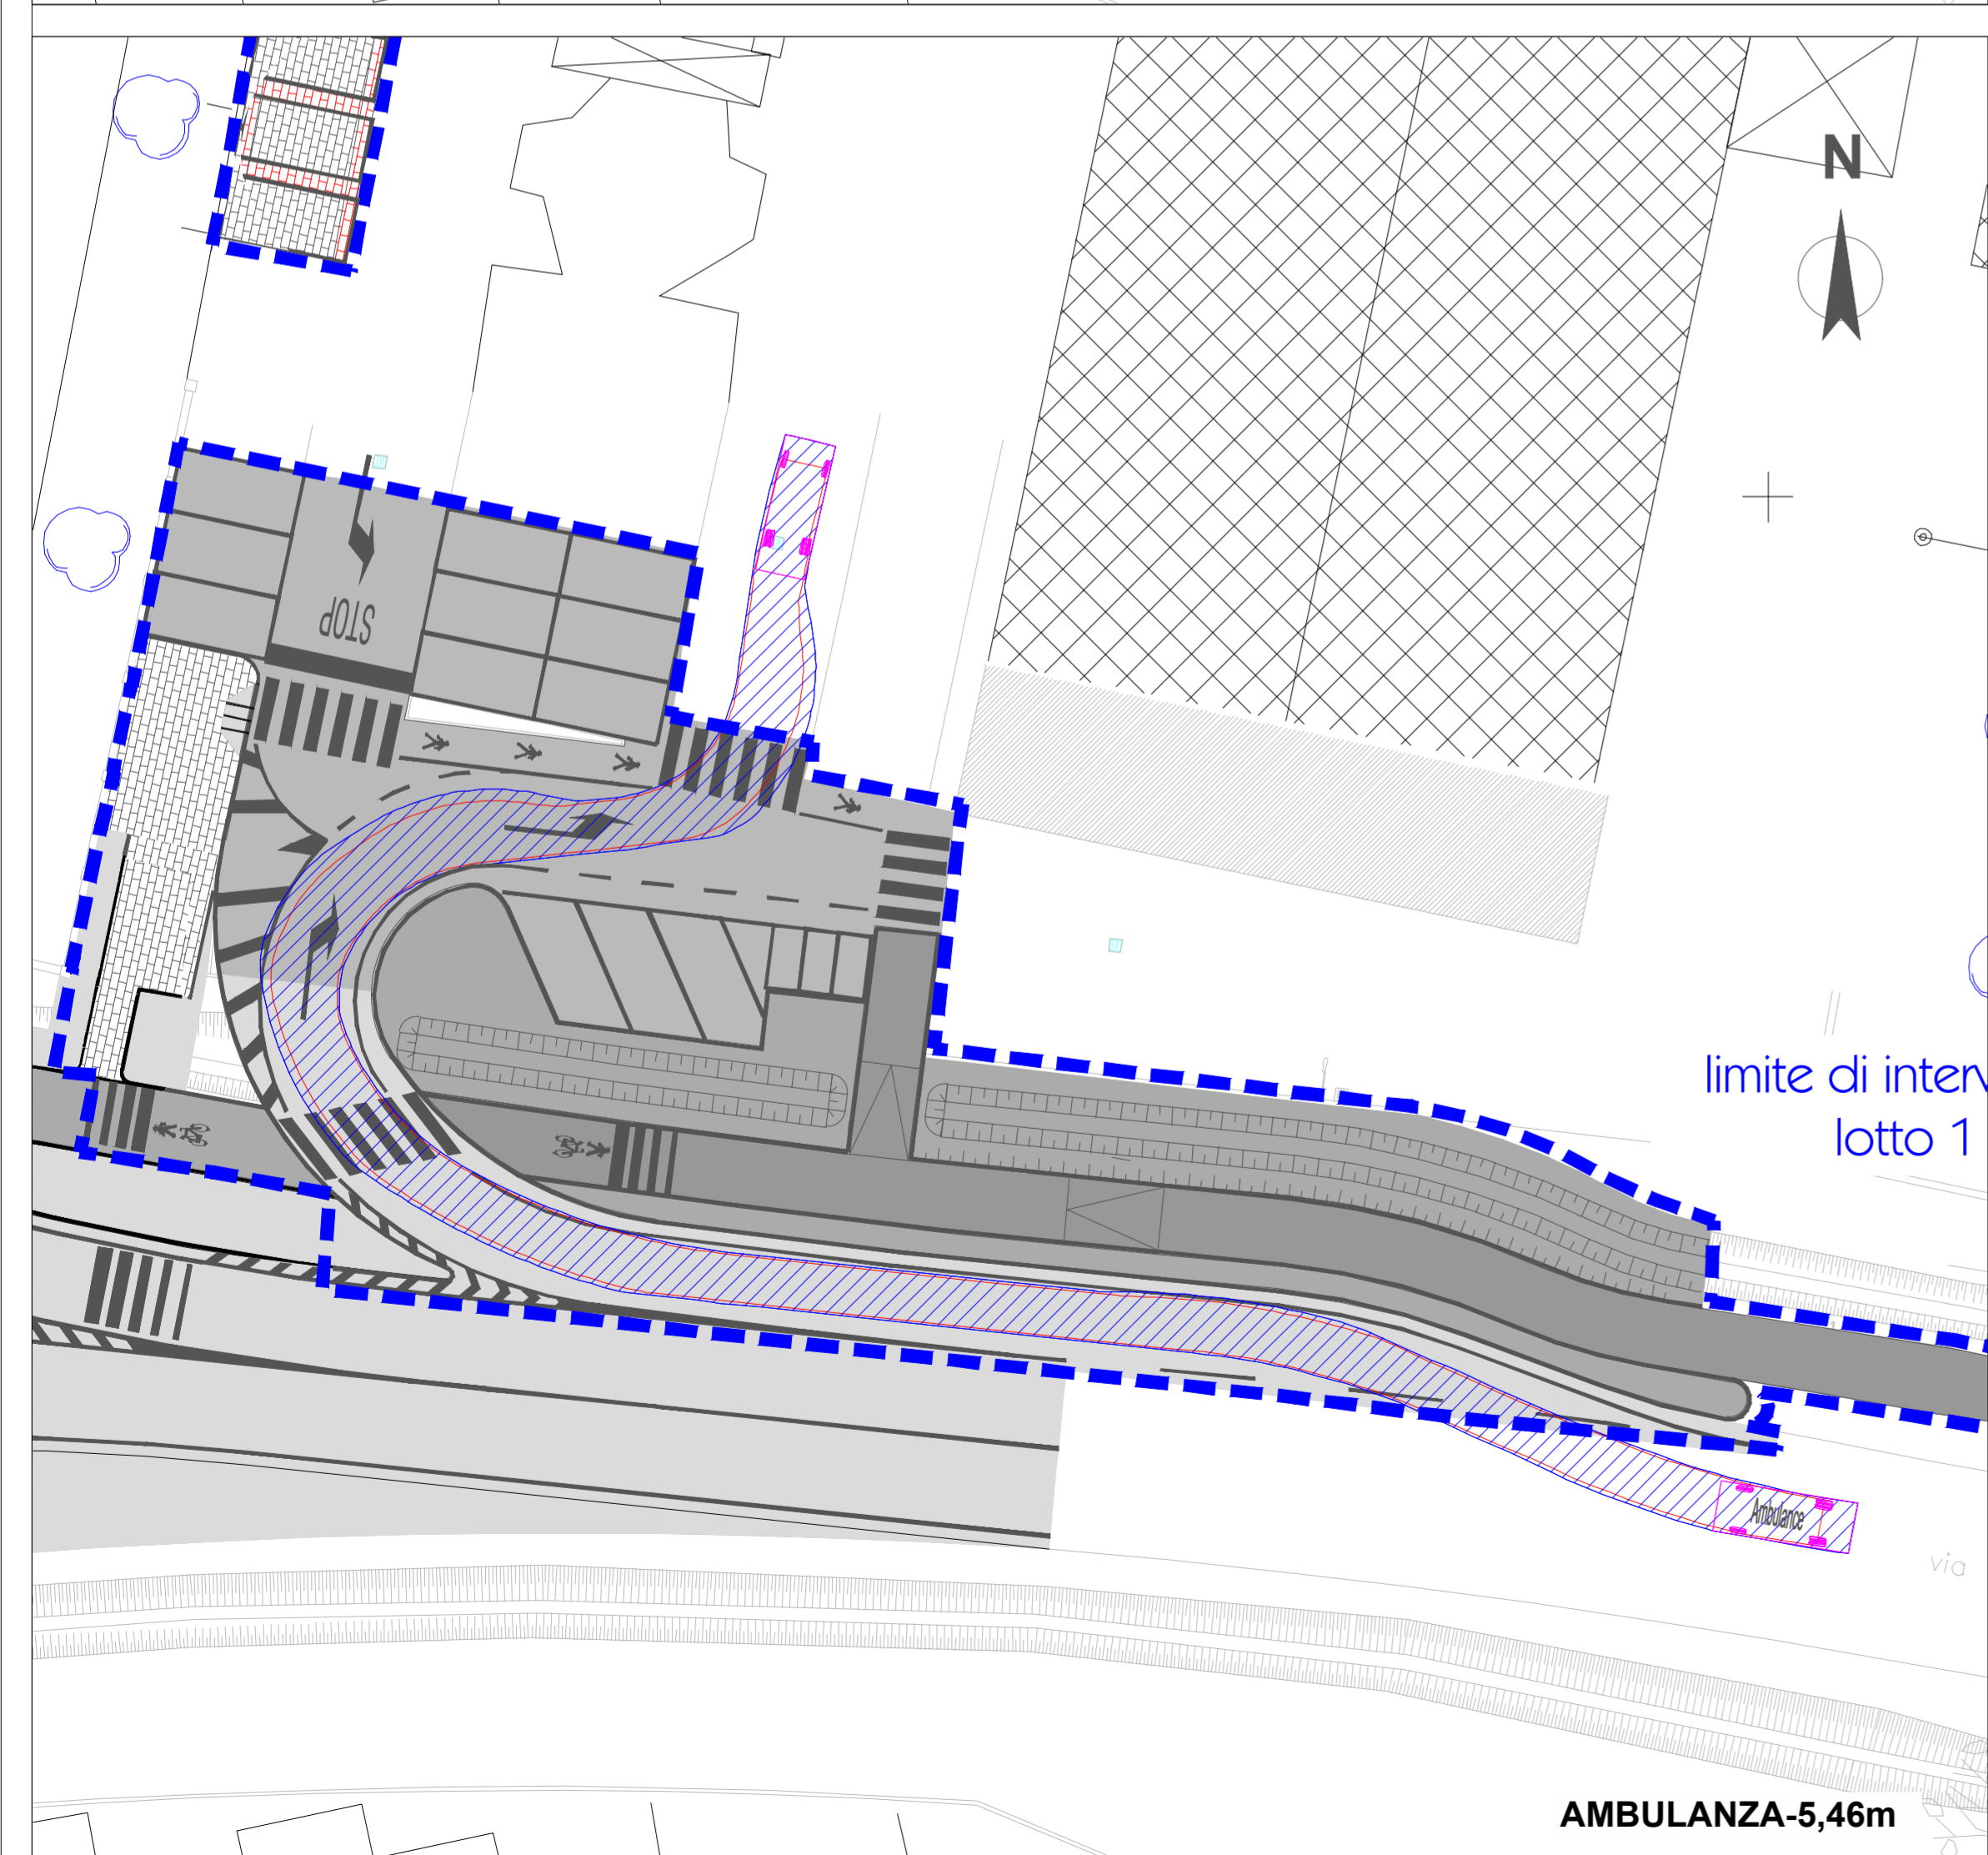 N
STOP
limite di interv
lotto 1
Ambulance
via
AMBULANZA-5,46m